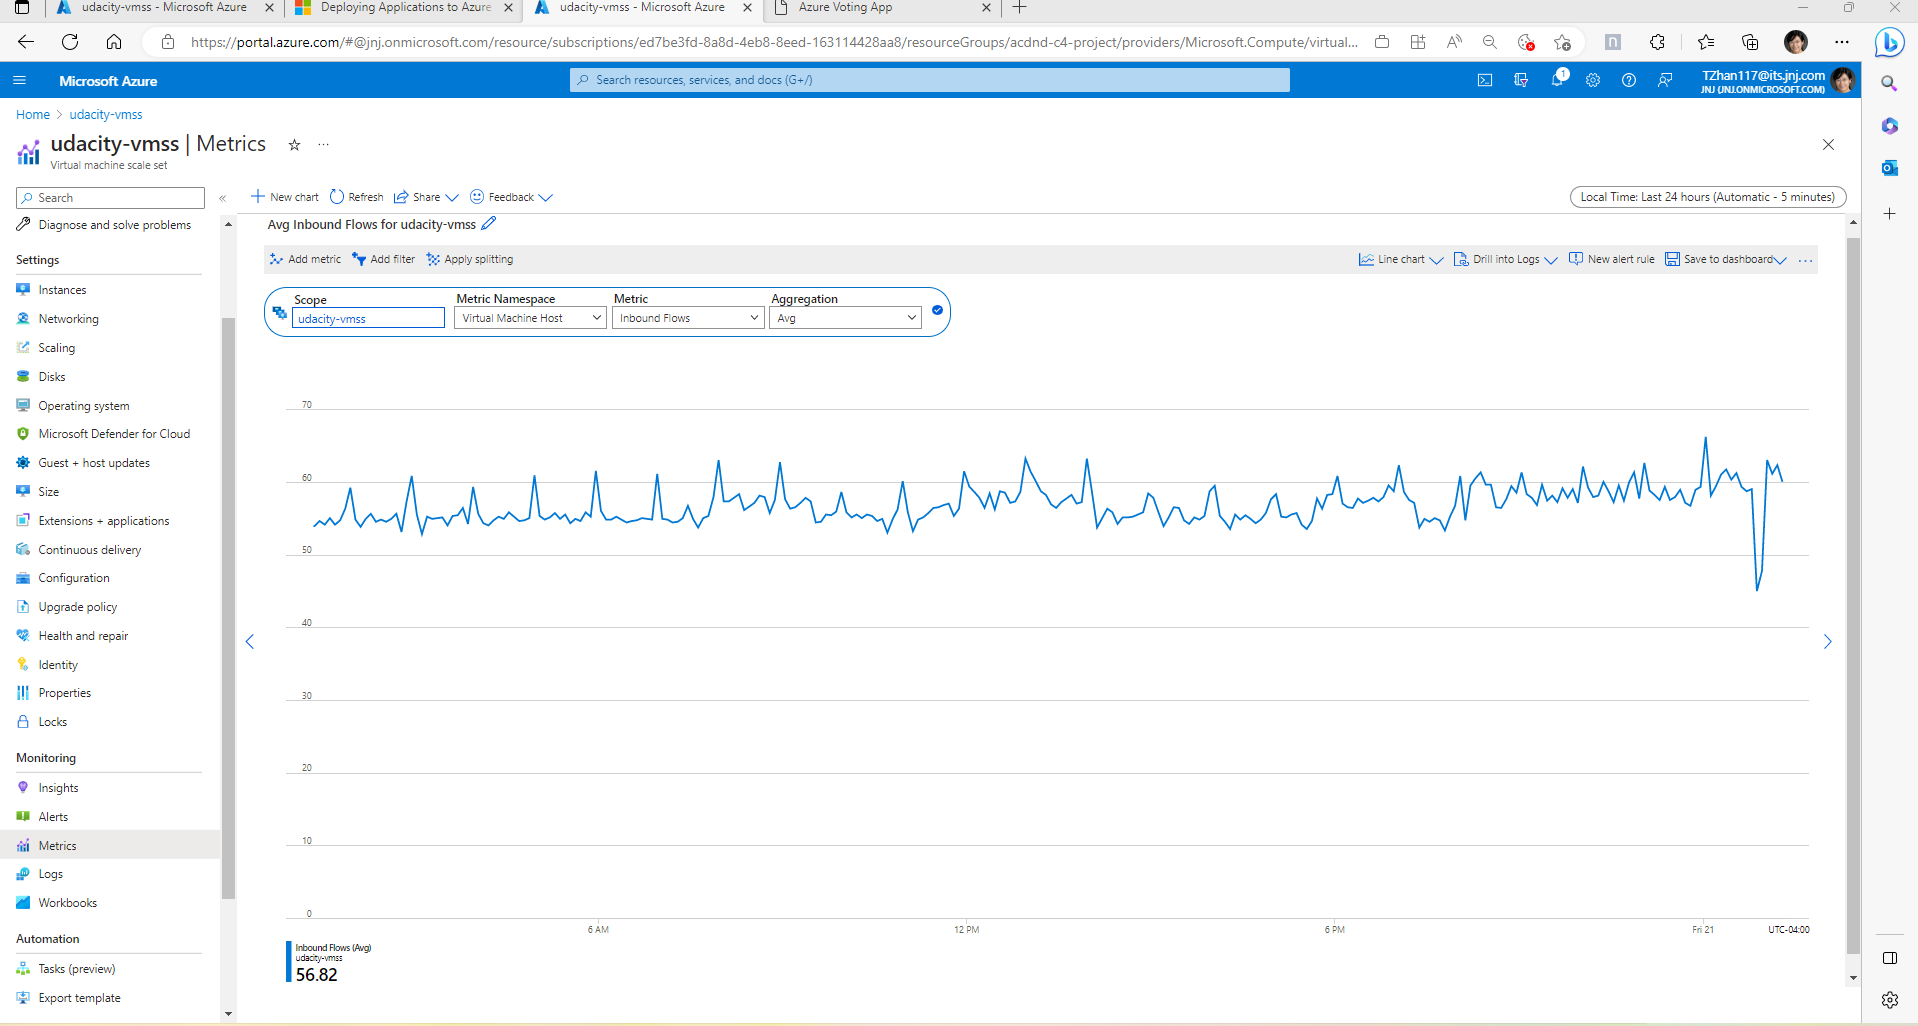 udacity-vmss - Microsoft Azure
Deploying Applications to Azure
udacity-vmss - Microsoft Azure
Azure Voting App
https://portal.azure.com/#@jnj.onmicrosoft.com/resource/subscriptions/ed7be3fd-8a8d-4eb8-8eed-163114428aa8/resourceGroups/acdnd-c4-project/providers/Microsoft.Compute/virtual...
Microsoft Azure
Search resources, services, and docs (G+/)
1
TZhan117@its.jnj.com
JNJ (JNJ.ONMICROSOFT.COM)
Home > udacity-vmss
udacity-vmss | Metrics
Virtual machine scale set
Search
New chart
Refresh
Share
Feedback
Local Time: Last 24 hours (Automatic - 5 minutes)
Diagnose and solve problems
Settings
Instances
Networking
Scaling
Disks
Operating system
Microsoft Defender for Cloud
Guest + host updates
Size
Extensions + applications
Continuous delivery
Configuration
Upgrade policy
Health and repair
Identity
Properties
Locks
Monitoring
Insights
Alerts
Metrics
Logs
Workbooks
Automation
Tasks (preview)
Export template
Avg Inbound Flows for udacity-vmss
Add metric
Add filter
Apply splitting
Line chart
Drill into Logs
New alert rule
Save to dashboard
Scope
udacity-vmss
Metric Namespace
Virtual Machine Host
Metric
Inbound Flows
Aggregation
Avg
70
60
50
40
30
20
10
0
6 AM
12 PM
6 PM
Fri 21
UTC-04:00
Inbound Flows (Avg)
udacity-vmss
56.82